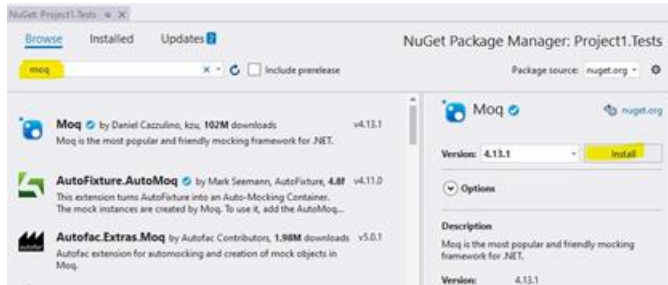 NuGet: Project1.Tests
Browse Installed Updates 2
NuGet Package Manager: Project1.Tests
moq
Include prerelease
Package source: nuget.org
Moq by Daniel Cazzulino, kzu, 102M downloads v4.13.1
Moq is the most popular and friendly mocking framework for .NET.
AutoFixture.AutoMoq by Mark Seemann, AutoFixture, 4.8M v4.11.0
This extension turns AutoFixture into an Auto-Mocking Container.
The mock instances are created by Moq. To use it, add the AutoMoq...
Autofac.Extras.Moq by Autofac Contributors, 1.98M downloads v5.0.1
Autofac extension for automocking and creation of mock objects in
Moq.
autofac
Moq nuget.org
Version: 4.13.1 Install
Options
Description
Moq is the most popular and friendly mocking
framework for .NET.
Version: 4.13.1